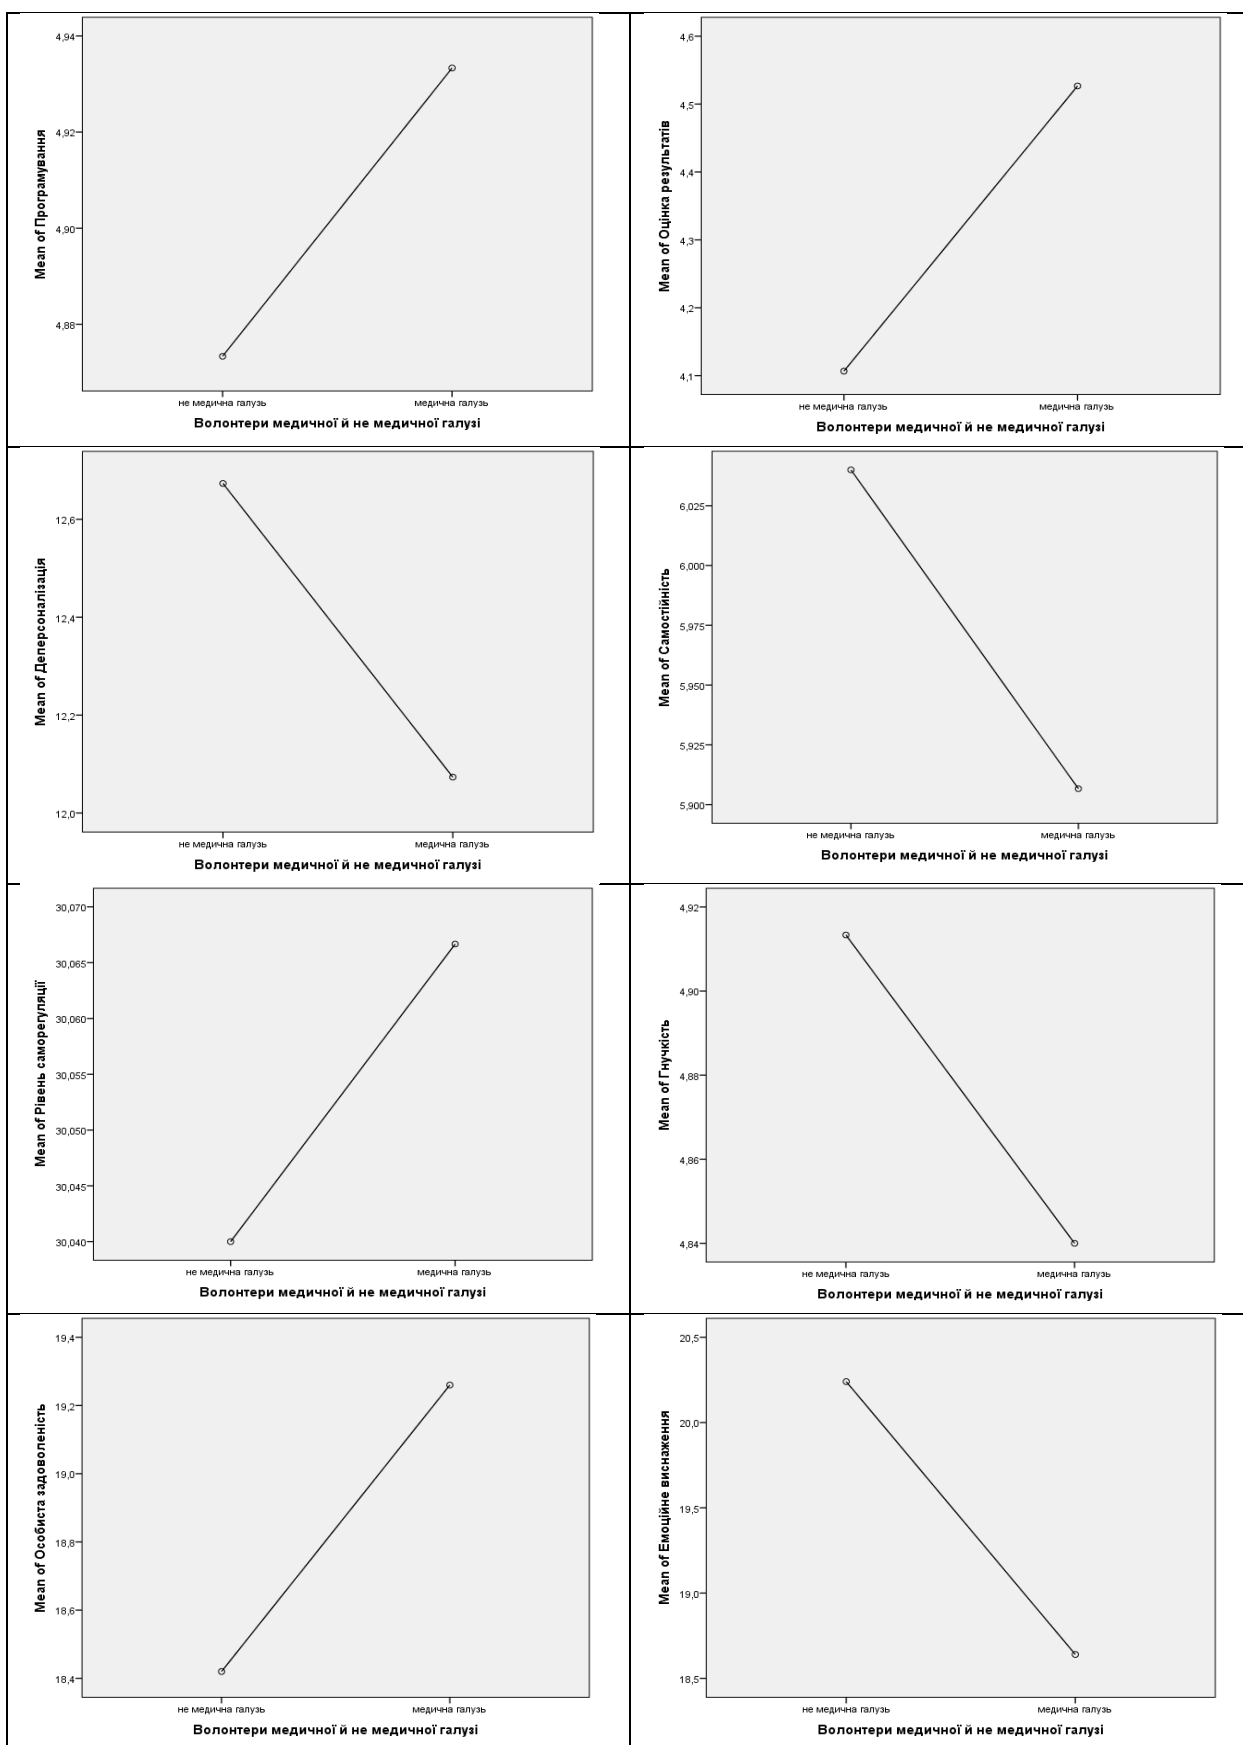 Mean of Програмування
4,94
4,92
4,90
4,88
не медична галузь медична галузь
Волонтери медичної й не медичної галузі
Mean of Оцінка результатів
4,6
4,5
4,4
4,3
4,2
4,1
не медична галузь медична галузь
Волонтери медичної й не медичної галузі
Mean of Деперсоналізація
12,6
12,4
12,2
12,0
не медична галузь медична галузь
Волонтери медичної й не медичної галузі
Mean of Самостійність
6,025
6,000
5,975
5,950
5,925
5,900
не медична галузь медична галузь
Волонтери медичної й не медичної галузі
Mean of Рівень саморегуляції
30,070
30,065
30,060
30,055
30,050
30,045
30,040
не медична галузь медична галузь
Волонтери медичної й не медичної галузі
Mean of Гнучкість
4,92
4,90
4,88
4,86
4,84
не медична галузь медична галузь
Волонтери медичної й не медичної галузі
Mean of Особиста задоволеність
19,4
19,2
19,0
18,8
18,6
18,4
не медична галузь медична галузь
Волонтери медичної й не медичної галузі
Mean of Емоційне виснаження
20,5
20,0
19,5
19,0
18,5
не медична галузь медична галузь
Волонтери медичної й не медичної галузі